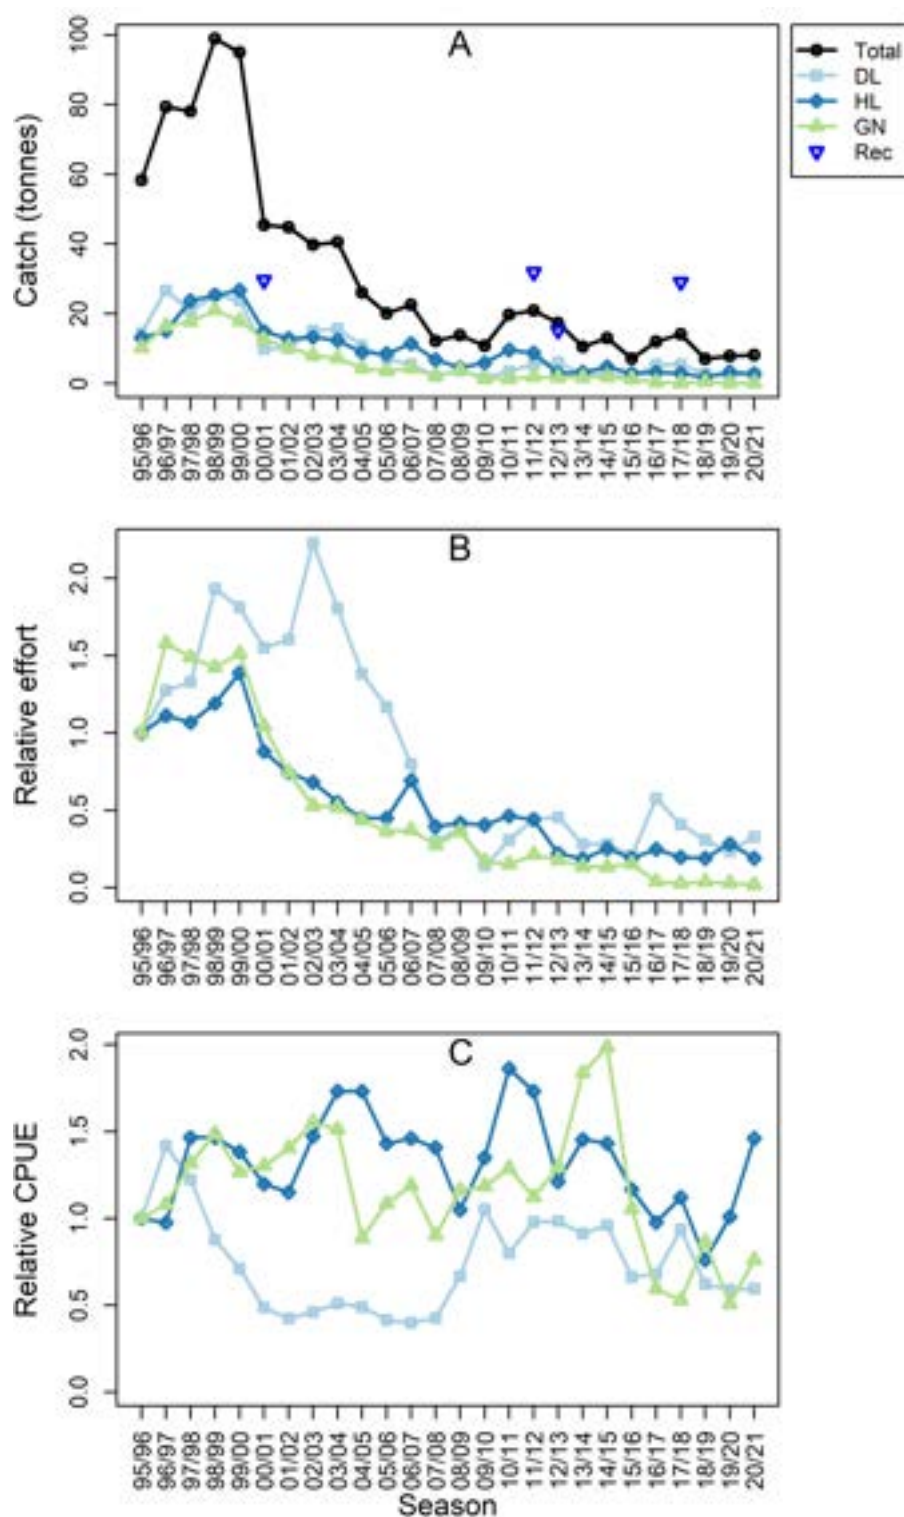 A
Total
DL
HL
GN
Rec
Catch (tonnes)
100
80
60
40
20
0
95/96 96/97 97/98 98/99 99/00 00/01 01/02 02/03 03/04 04/05 05/06 06/07 07/08 08/09 09/10 10/11 11/12 12/13 13/14 14/15 15/16 16/17 17/18 18/19 19/20 20/21
B
Relative effort
2.0
1.5
1.0
0.5
0.0
95/96 96/97 97/98 98/99 99/00 00/01 01/02 02/03 03/04 04/05 05/06 06/07 07/08 08/09 09/10 10/11 11/12 12/13 13/14 14/15 15/16 16/17 17/18 18/19 19/20 20/21
C
Relative CPUE
2.0
1.5
1.0
0.5
0.0
95/96 96/97 97/98 98/99 99/00 00/01 01/02 02/03 03/04 04/05 05/06 06/07 07/08 08/09 09/10 10/11 11/12 12/13 13/14 14/15 15/16 16/17 17/18 18/19 19/20 20/21
Season